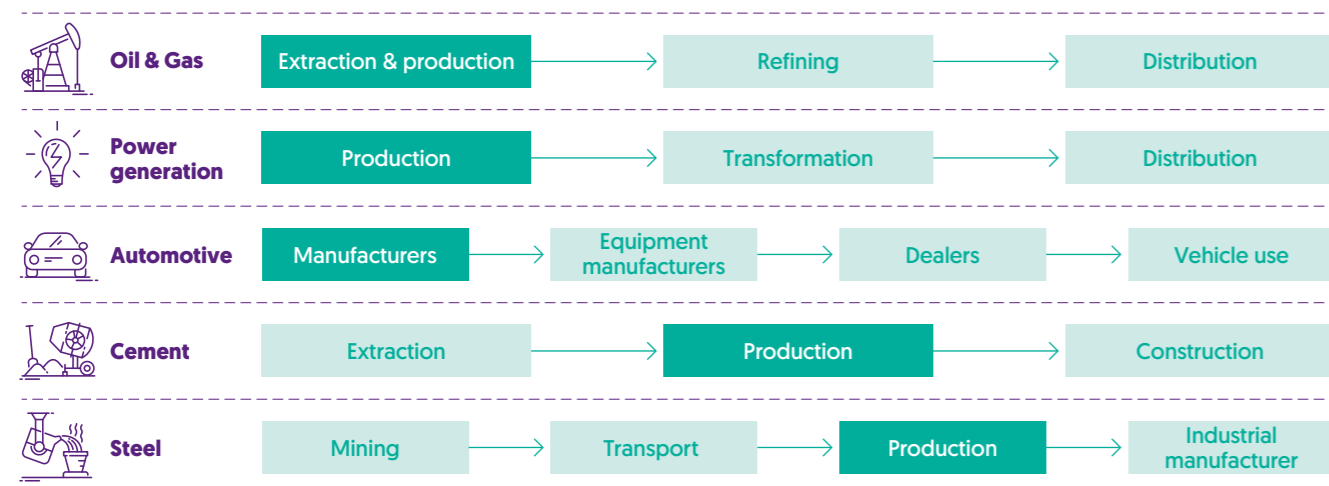 Oil & Gas
Extraction & production
Refining
Distribution
Power
generation
Production
Transformation
Distribution
Automotive
Manufacturers
Equipment
manufacturers
Dealers
Vehicle use
Cement
Extraction
Production
Construction
Steel
Mining
Transport
Production
Industrial
manufacturer